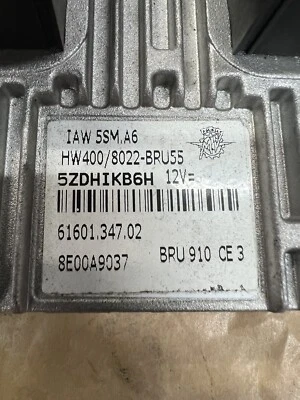 IAW 5SM.A6
HW400/8022-BRU55
5ZDHIKB6H 12V=
61601.347.02
8E00A9037 BRU 910 CE 3